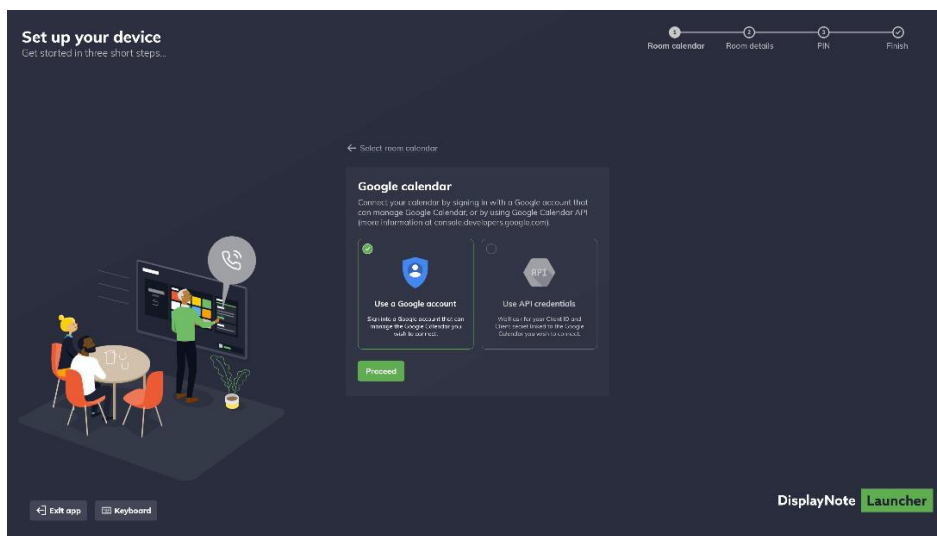 Set up your device
Get started in three short steps...
1
2
3
Room calendar
Room details
PIN
Finish
← Select room calendar
Google calendar
Connect your calendar by signing in with a Google account that
can manage Google Calendar, or by using Google Calendar API
(more information at console.developers.google.com)
API
Use a Google account
Sign into a Google account that can
manage the Google Calendar you
wish to connect.
Use API credentials
We'll ask for your Client ID and
Client secret linked to the Google
Calendar you wish to connect.
Proceed
Exit app
Keyboard
DisplayNote Launcher